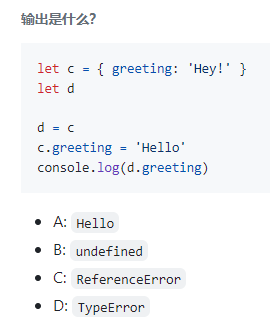 输出是什么?
let c = { greeting: 'Hey!' }
let d
d = c
c.greeting = 'Hello'
console.log(d.greeting)
A: Hello
B: undefined
C: ReferenceError
D: TypeError